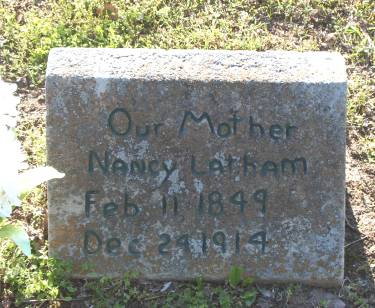 Our Mother
Nancy Latham
Feb 11, 1849
Dec 24 1914